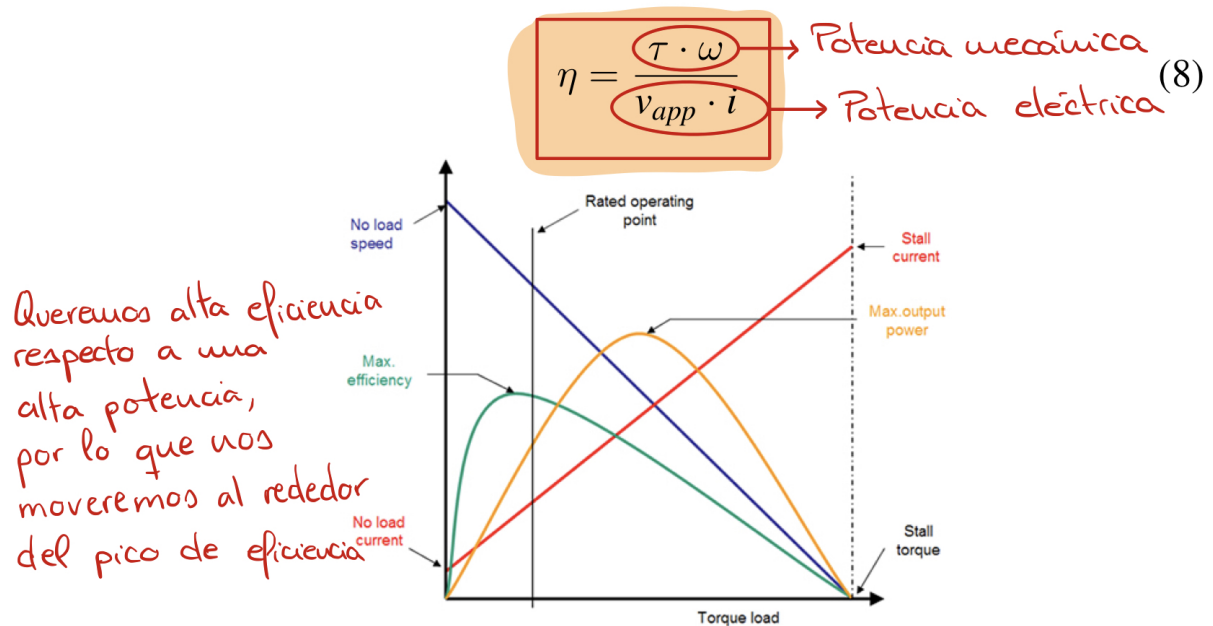 η = τ · ω / v_app · i (8)
Potencia mecánica
Potencia eléctrica
Rated operating
point
No load
speed
Stall
current
Queremos alta eficiencia
respecto a una
alta potencia,
por lo que nos
moveremos al rededor
del pico de eficiencia
Max.output
power
Max.
efficiency
No load
current
Stall
torque
Torque load